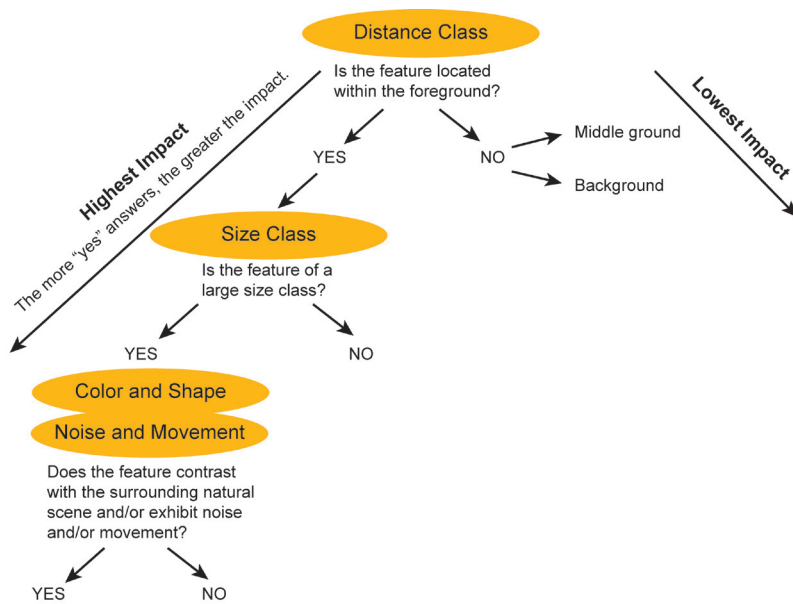 Distance Class
Is the feature located
within the foreground?
Highest Impact
The more “yes” answers, the greater the impact.
Lowest Impact
YES
NO
Middle ground
Background
Size Class
Is the feature of a
large size class?
YES
NO
Color and Shape
Noise and Movement
Does the feature contrast
with the surrounding natural
scene and/or exhibit noise
and/or movement?
YES
NO